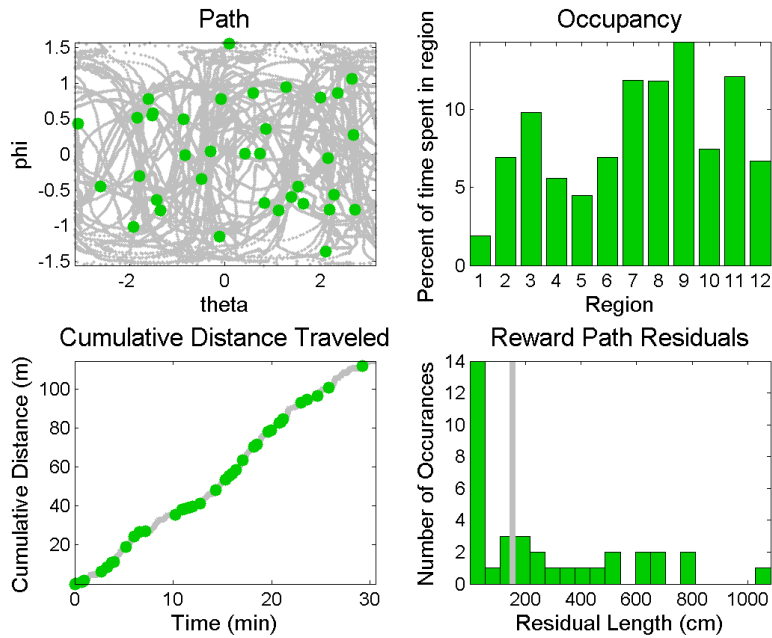 Path
1.5
1
0.5
0
-0.5
-1
-1.5
phi
-2 0 2
theta
Occupancy
10
5
0
Percent of time spent in region
1 2 3 4 5 6 7 8 9 10 11 12
Region
Cumulative Distance Traveled
100
80
60
40
20
Cumulative Distance (m)
0 10 20 30
Time (min)
Reward Path Residuals
14
12
10
8
6
4
2
0
Number of Occurances
200 400 600 800 1000
Residual Length (cm)